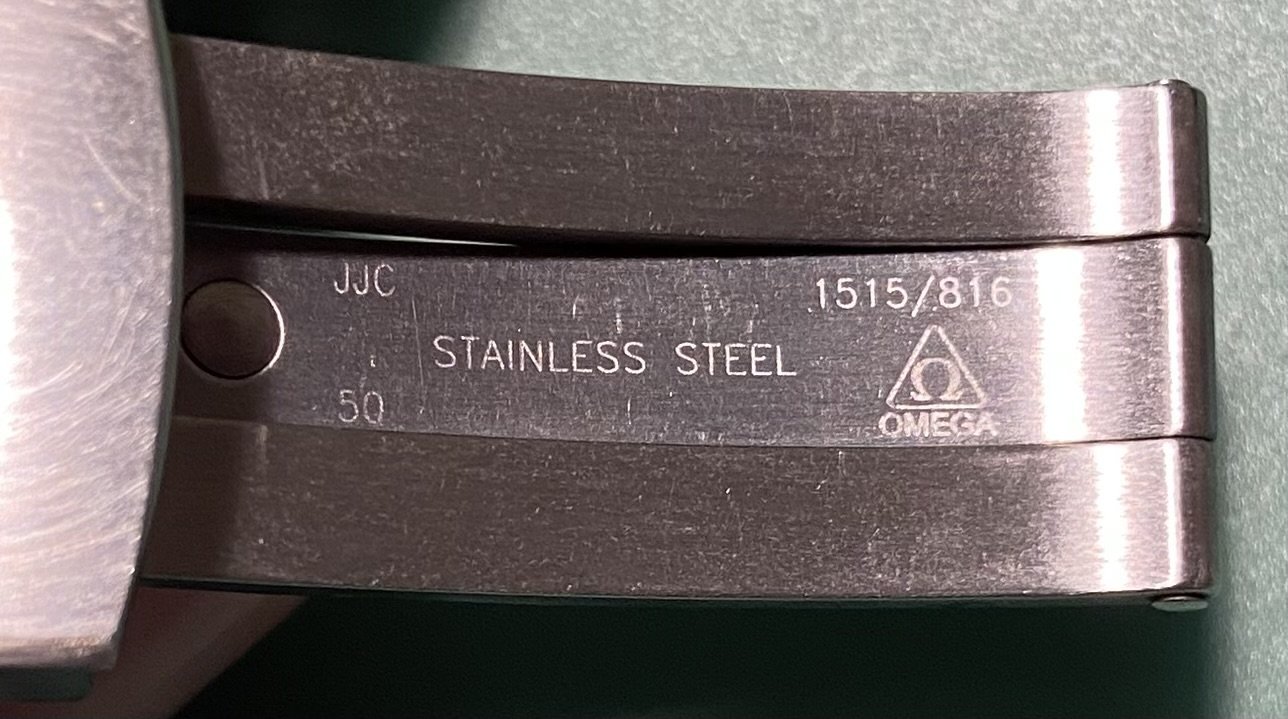 JJC
1515/816
STAINLESS STEEL
Ω
50
OMEGA